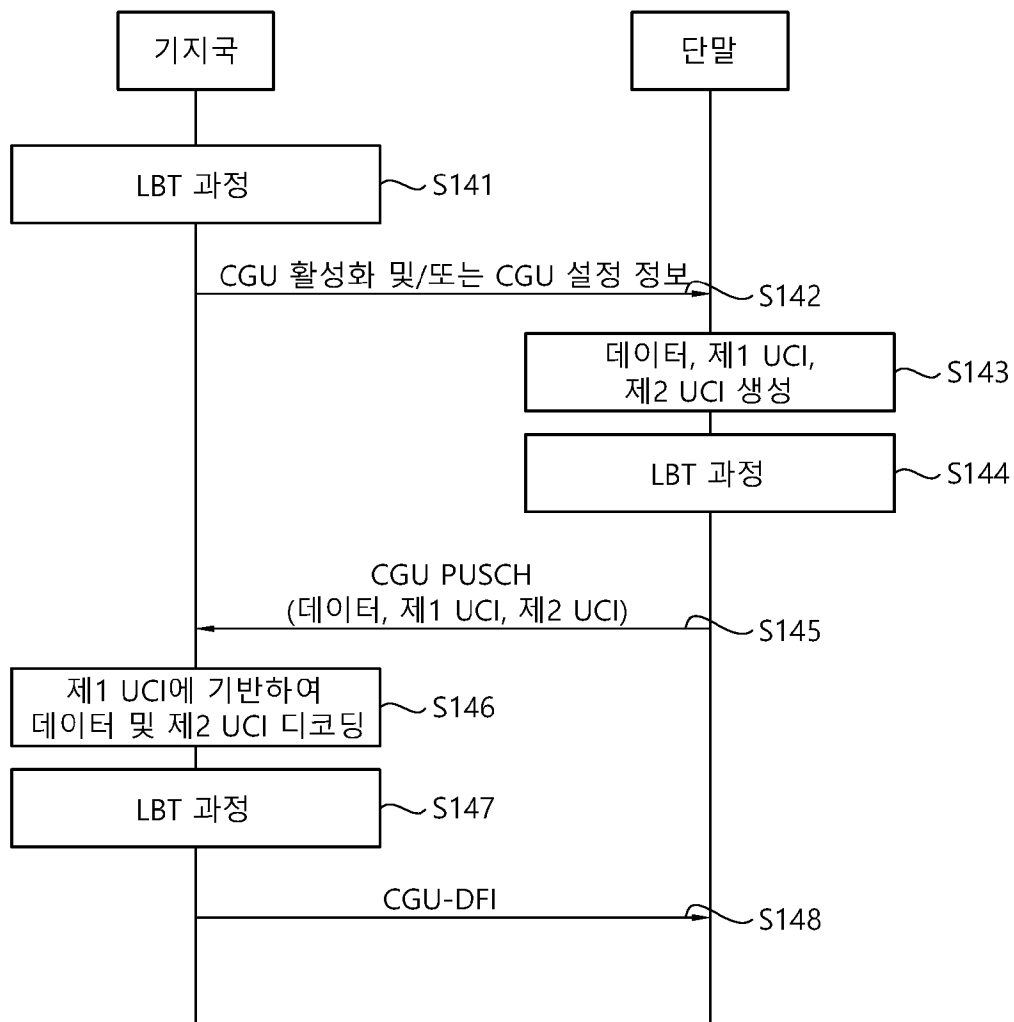 기지국
단말
LBT 과정
S141
CGU 활성화 및/또는 CGU 설정 정보
S142
데이터, 제1 UCI,
제2 UCI 생성
S143
LBT 과정
S144
CGU PUSCH
(데이터, 제1 UCI, 제2 UCI)
S145
제1 UCI에 기반하여
데이터 및 제2 UCI 디코딩
S146
LBT 과정
S147
CGU-DFI
S148